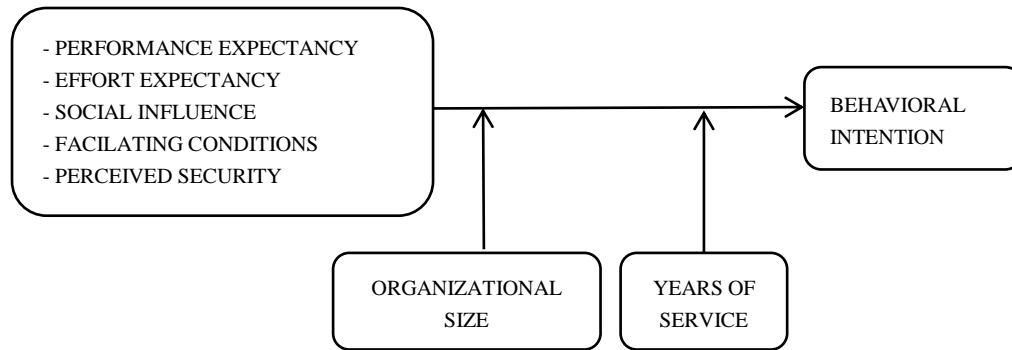 - PERFORMANCE EXPECTANCY
- EFFORT EXPECTANCY
- SOCIAL INFLUENCE
- FACILATING CONDITIONS
- PERCEIVED SECURITY
BEHAVIORAL
INTENTION
ORGANIZATIONAL
SIZE
YEARS OF
SERVICE